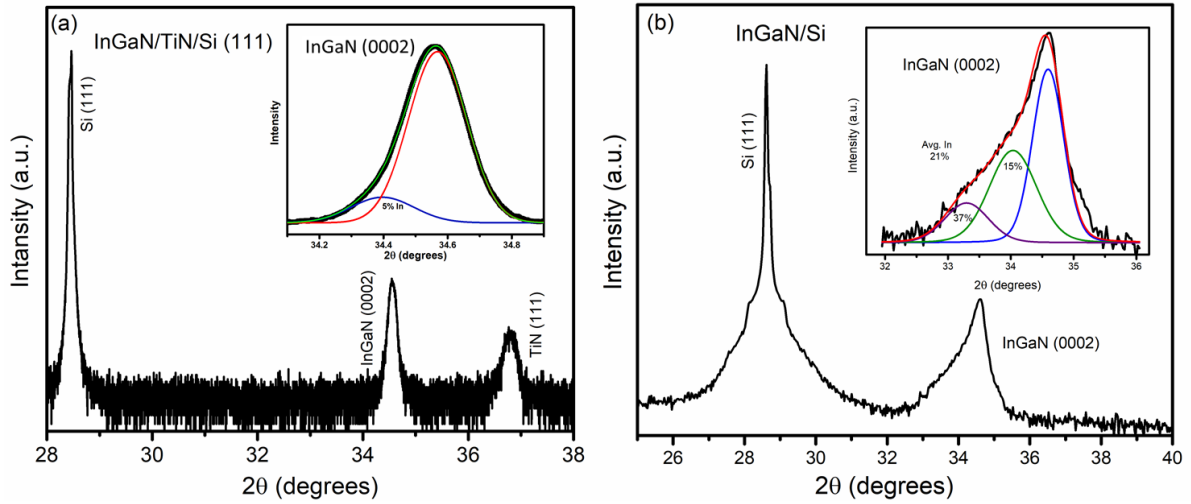 (a)
InGaN/TiN/Si (111)
Si (111)
InGaN (0002)
TiN (111)
Intansity (a.u.)
28 30 32 34 36 38
2θ (degrees)
InGaN (0002)
Intensity
5% In
34.2 34.4 34.6 34.8
2θ (degrees)
(b)
InGaN/Si
Si (111)
InGaN (0002)
Intensity (a.u.)
26 28 30 32 34 36 38 40
2θ (degrees)
InGaN (0002)
Intensity (a.u.)
Avg. In
21%
15%
37%
32 33 34 35 36
2θ (degrees)